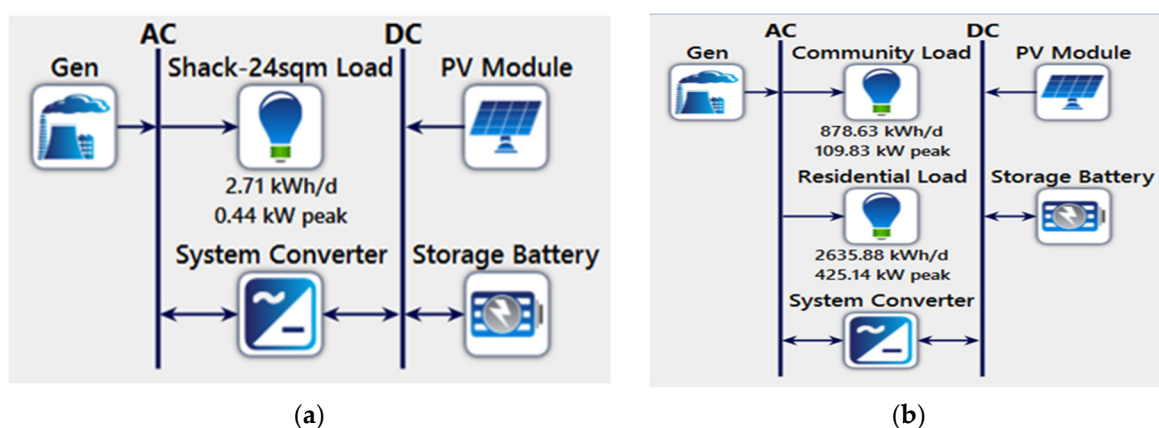 AC
DC
Gen
Shack-24sqm Load
PV Module
2.71 kWh/d
0.44 kW peak
System Converter
Storage Battery
(a)
AC
DC
Gen
Community Load
PV Module
878.63 kWh/d
109.83 kW peak
Residential Load
Storage Battery
2635.88 kWh/d
425.14 kW peak
System Converter
(b)